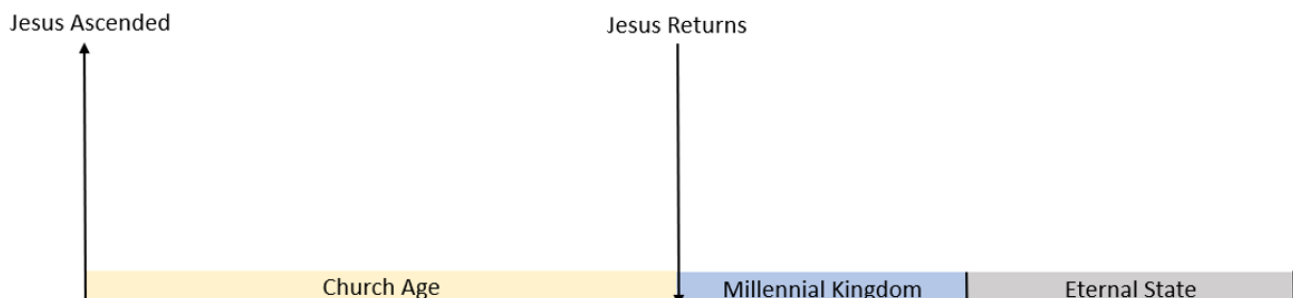 Jesus Ascended
Jesus Returns
Church Age
Millennial Kingdom
Eternal State